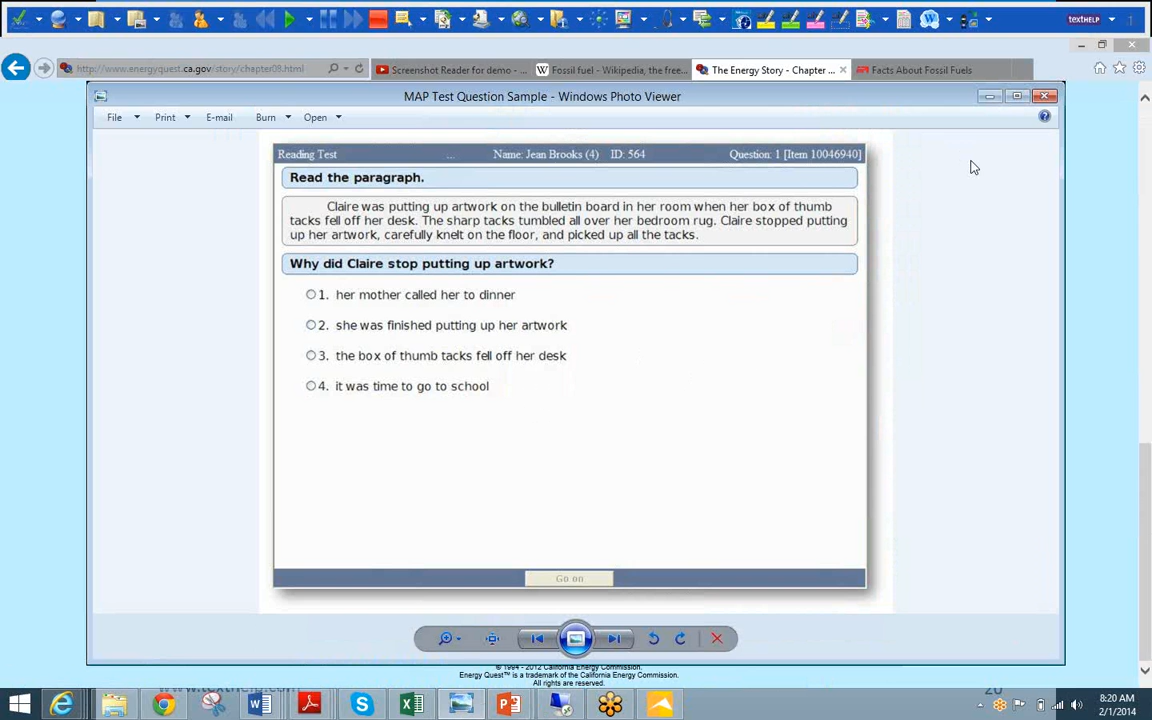 texthelp
http://www.energyquest.ca.gov/story/chapter08.html
Screenshot Reader for demo - ...
Fossil fuel - Wikipedia, the free...
The Energy Story - Chapter ...
Facts About Fossil Fuels
MAP Test Question Sample - Windows Photo Viewer
File Print E-mail Burn Open
Reading Test ... Name: Jean Brooks (4) ID: 564 Question: 1 [Item 10046940]
Read the paragraph.
Claire was putting up artwork on the bulletin board in her room when her box of thumb
tacks fell off her desk. The sharp tacks tumbled all over her bedroom rug. Claire stopped putting
up her artwork, carefully knelt on the floor, and picked up all the tacks.
Why did Claire stop putting up artwork?
1. her mother called her to dinner
2. she was finished putting up her artwork
3. the box of thumb tacks fell off her desk
4. it was time to go to school
Go on
© 1994 - 2012 California Energy Commission.
Energy Quest™ is a trademark of the California Energy Commission.
All rights are reserved.
20
8:20 AM
2/1/2014